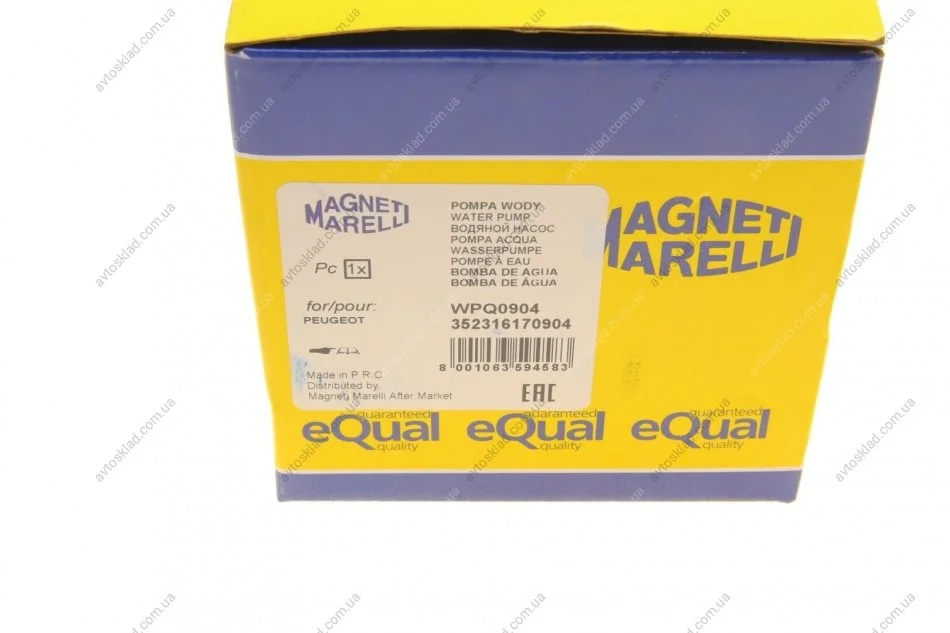 MAGNETI
MARELLI
Pc 1x
for/pour:
PEUGEOT
Made in P.R.C
Distributed by
Magneti Marelli After Market
POMPA WODY
WATER PUMP
ВОДЯНОЙ НАСОС
POMPA ACQUA
WASSERPUMPE
POMPE À EAU
BOMBA DE AGUA
BOMBA DE ÁGUA
WPQ0904
352316170904
8 001063 594583
EAC
MAGNETI
MARELLI
guaranteed
eQual
quality
guaranteed
eQual
quality
guaranteed
eQual
quality
avtosklad.com.ua